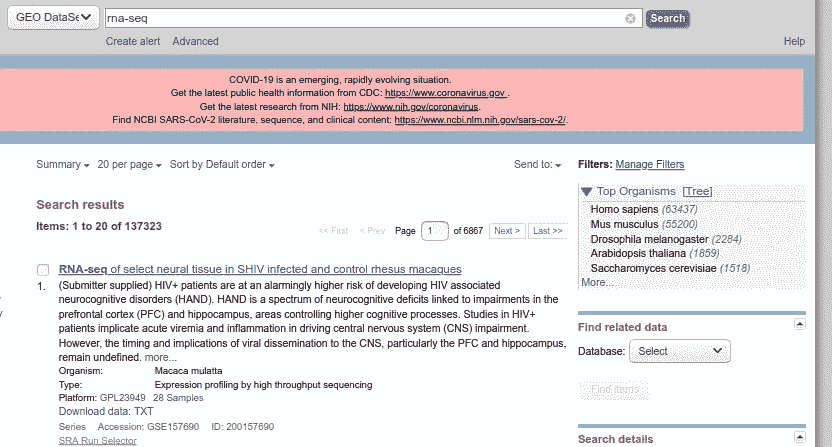 GEO DataSe
rna-seq
Search
Create alert Advanced Help
COVID-19 is an emerging, rapidly evolving situation.
Get the latest public health information from CDC: https://www.coronavirus.gov .
Get the latest research from NIH: https://www.nih.gov/coronavirus.
Find NCBI SARS-CoV-2 literature, sequence, and clinical content: https://www.ncbi.nlm.nih.gov/sars-cov-2/.
Summary 20 per page Sort by Default order Send to:
Search results
Items: 1 to 20 of 137323
<< First < Prev Page 1 of 6867 Next > Last >>
RNA-seq of select neural tissue in SHIV infected and control rhesus macaques
1. (Submitter supplied) HIV+ patients are at an alarmingly higher risk of developing HIV associated
neurocognitive disorders (HAND). HAND is a spectrum of neurocognitive deficits linked to impairments in the
prefrontal cortex (PFC) and hippocampus, areas controlling higher cognitive processes. Studies in HIV+
patients implicate acute viremia and inflammation in driving central nervous system (CNS) impairment.
However, the timing and implications of viral dissemination to the CNS, particularly the PFC and hippocampus,
remain undefined. more...
Organism: Macaca mulatta
Type: Expression profiling by high throughput sequencing
Platform: GPL23949 28 Samples
Download data: TXT
Series Accession: GSE157690 ID: 200157690
SRA Run Selector
Filters: Manage Filters
Top Organisms [Tree]
Homo sapiens (63437)
Mus musculus (55200)
Drosophila melanogaster (2284)
Arabidopsis thaliana (1859)
Saccharomyces cerevisiae (1518)
More...
Find related data
Database: Select
Find items
Search details